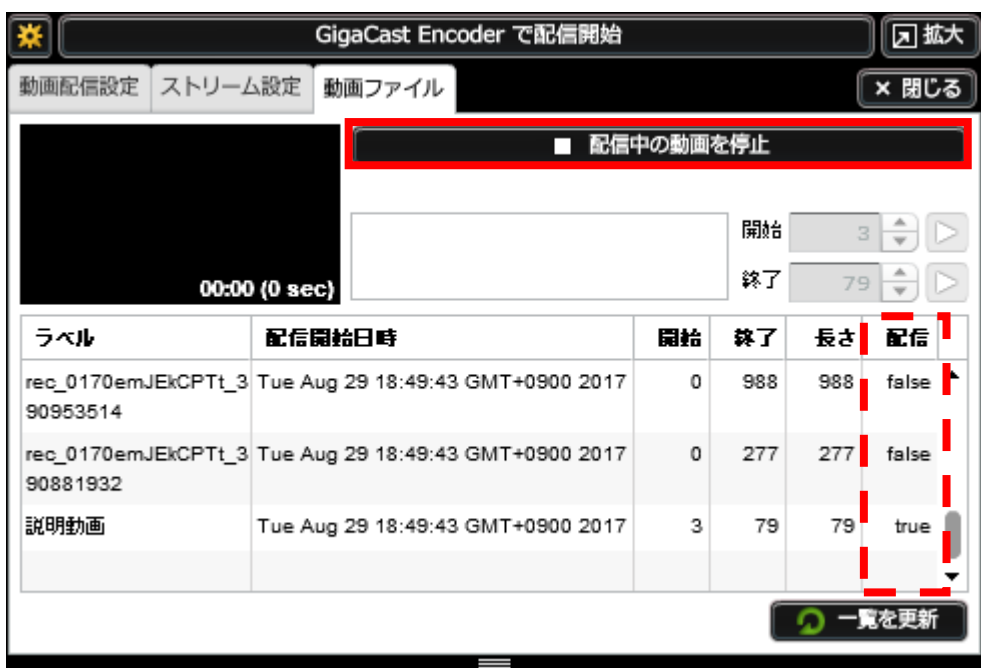 GigaCast Encoder で配信開始
拡大
動画配信設定 ストリーム設定 動画ファイル
× 閉じる
■ 配信中の動画を停止
00:00 (0 sec)
開始 3
終了 79
ラベル 配信開始日時 開始 終了 長さ 配信
rec_0170emJEkCPTt_3 Tue Aug 29 18:49:43 GMT+0900 2017 0 988 988 false
90953514
rec_0170emJEkCPTt_3 Tue Aug 29 18:49:43 GMT+0900 2017 0 277 277 false
90881932
説明動画 Tue Aug 29 18:49:43 GMT+0900 2017 3 79 79 true
一覧を更新